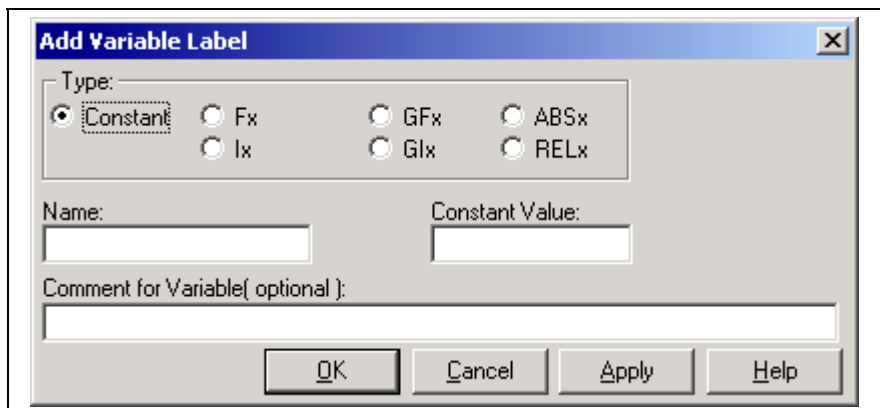 Add Variable Label
Type:
Constant Fx GFx ABSx
Ix GIx RELx
Name: Constant Value:
Comment for Variable( optional ):
OK Cancel Apply Help